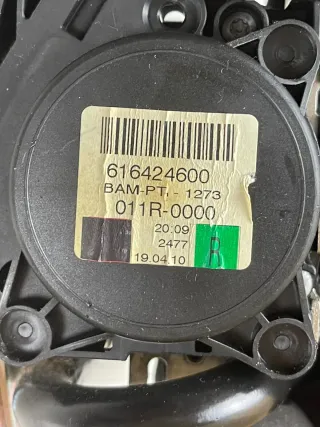 616424600
BAM-PT. - 1273
011R-0000
20:09
2477
19.04.10
R